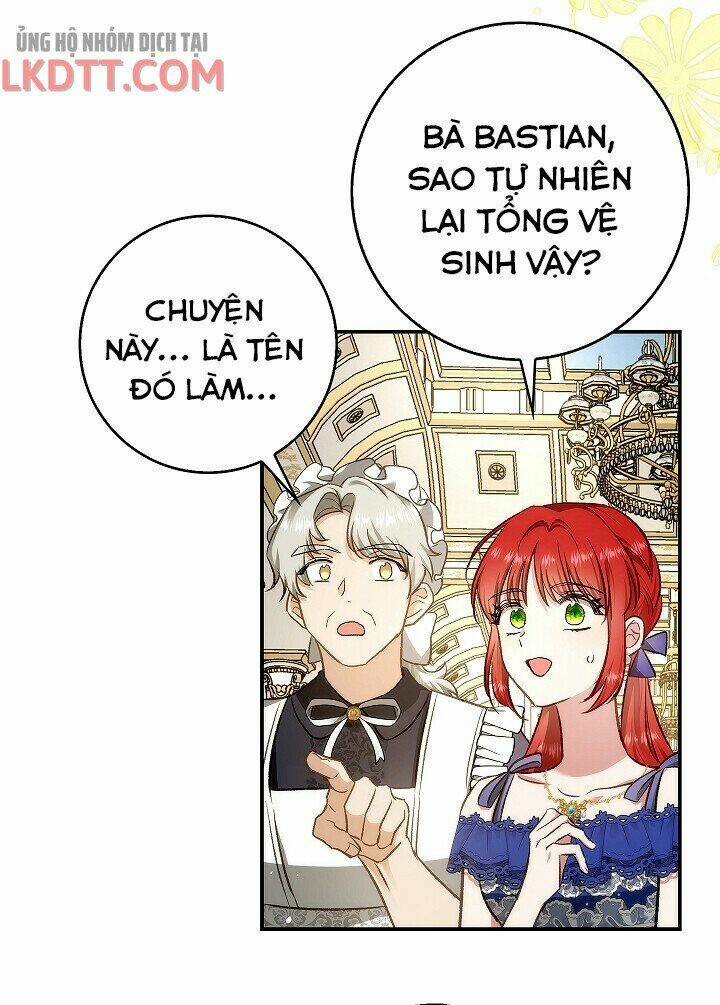 ỦNG HỘ NHÓM DỊCH TẠI
LKDTT.COM
BÀ BASTIAN,
SAO TỰ NHIÊN
LẠI TỔNG VỆ
SINH VẬY?
CHUYỆN
NÀY... LÀ TÊN
ĐÓ LÀM...